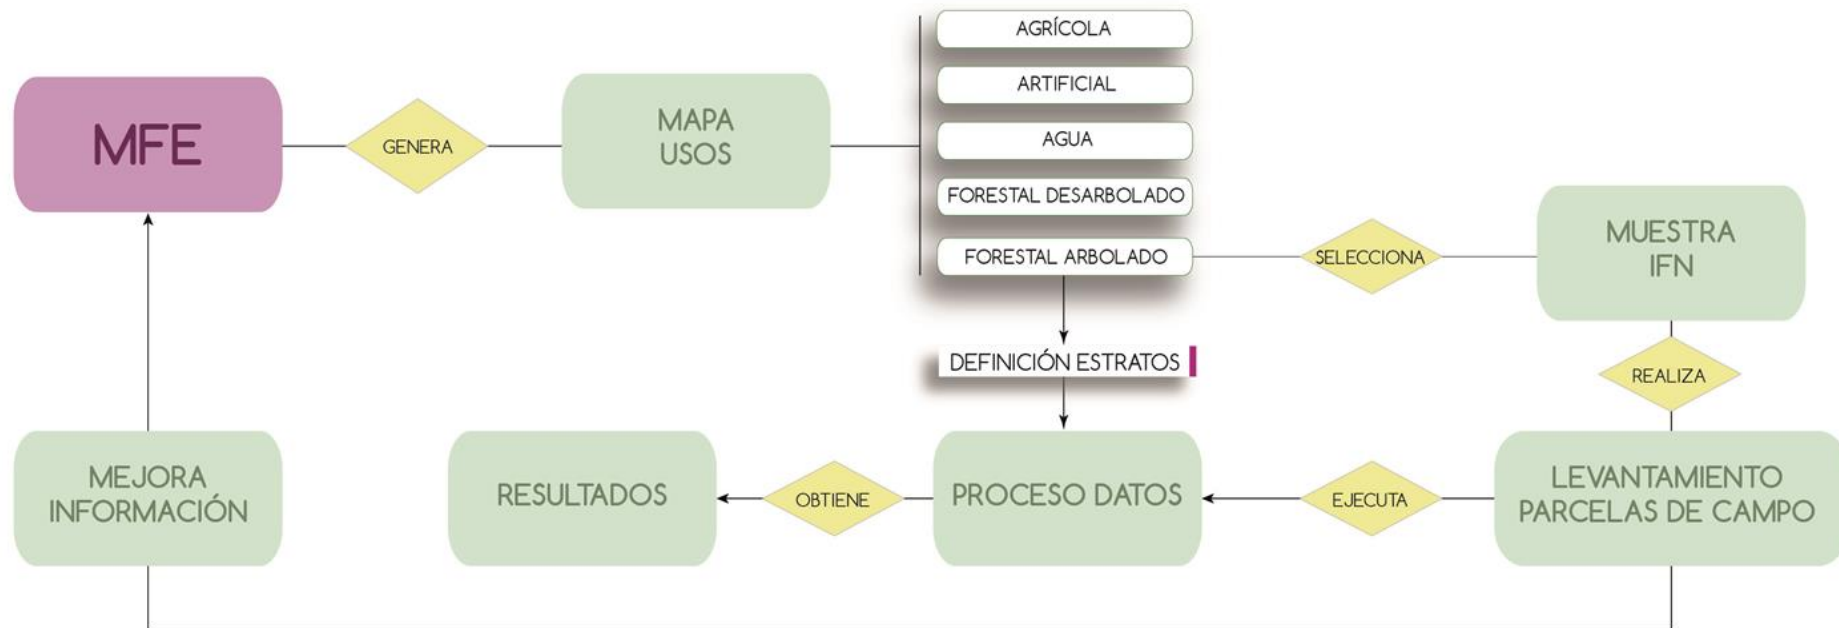 MFE
GENERA
MAPA
USOS
AGRÍCOLA
ARTIFICIAL
AGUA
FORESTAL DESARBOLADO
FORESTAL ARBOLADO
SELECCIONA
MUESTRA
IFN
DEFINICIÓN ESTRATOS
REALIZA
MEJORA
INFORMACIÓN
RESULTADOS
OBTIENE
PROCESO DATOS
EJECUTA
LEVANTAMIENTO
PARCELAS DE CAMPO